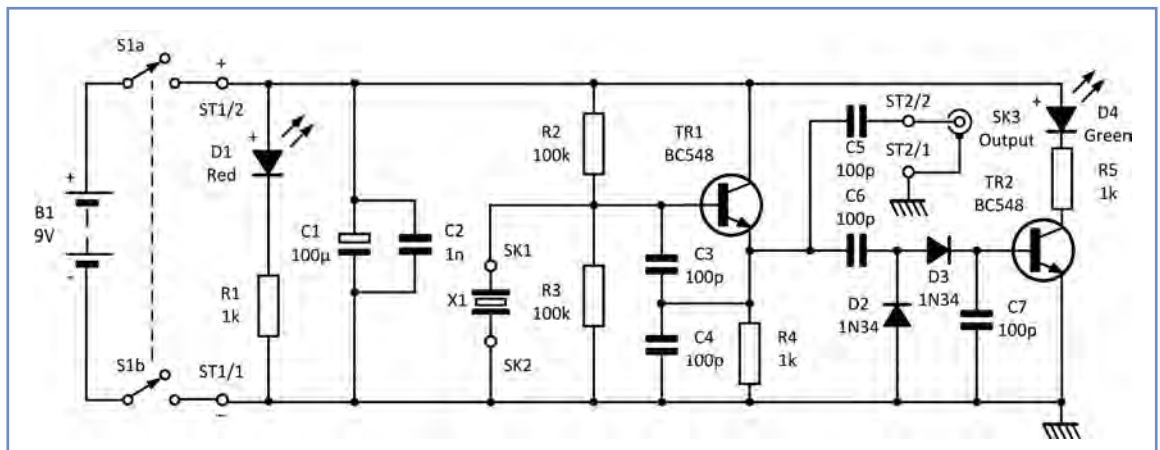 S1a
+
ST1/2
+
D1
Red
+
B1
9V
-
R1
1k
S1b
ST1/1
-
C1
100µ
C2
1n
SK1
X1
SK2
R2
100k
R3
100k
TR1
BC548
C3
100p
C4
100p
R4
1k
C5
100p
C6
100p
ST2/2
ST2/1
SK3
Output
D2
1N34
D3
1N34
C7
100p
TR2
BC548
+
D4
Green
R5
1k